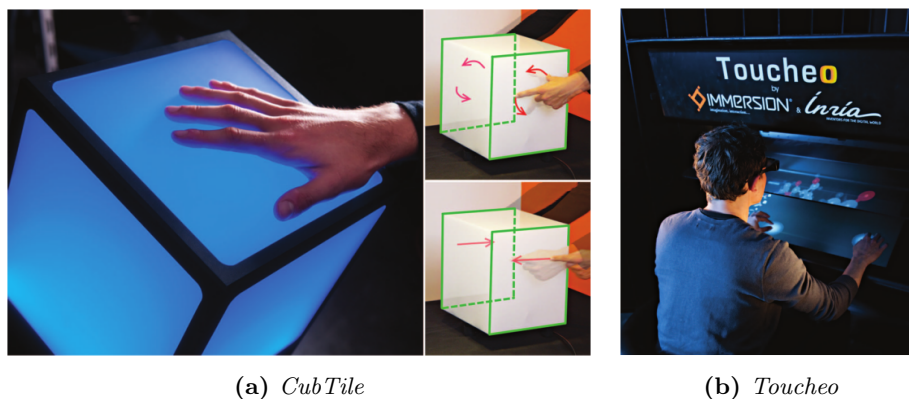 Toucheo
by
IMMERSION & Inria
(a) CubTile
(b) Toucheo